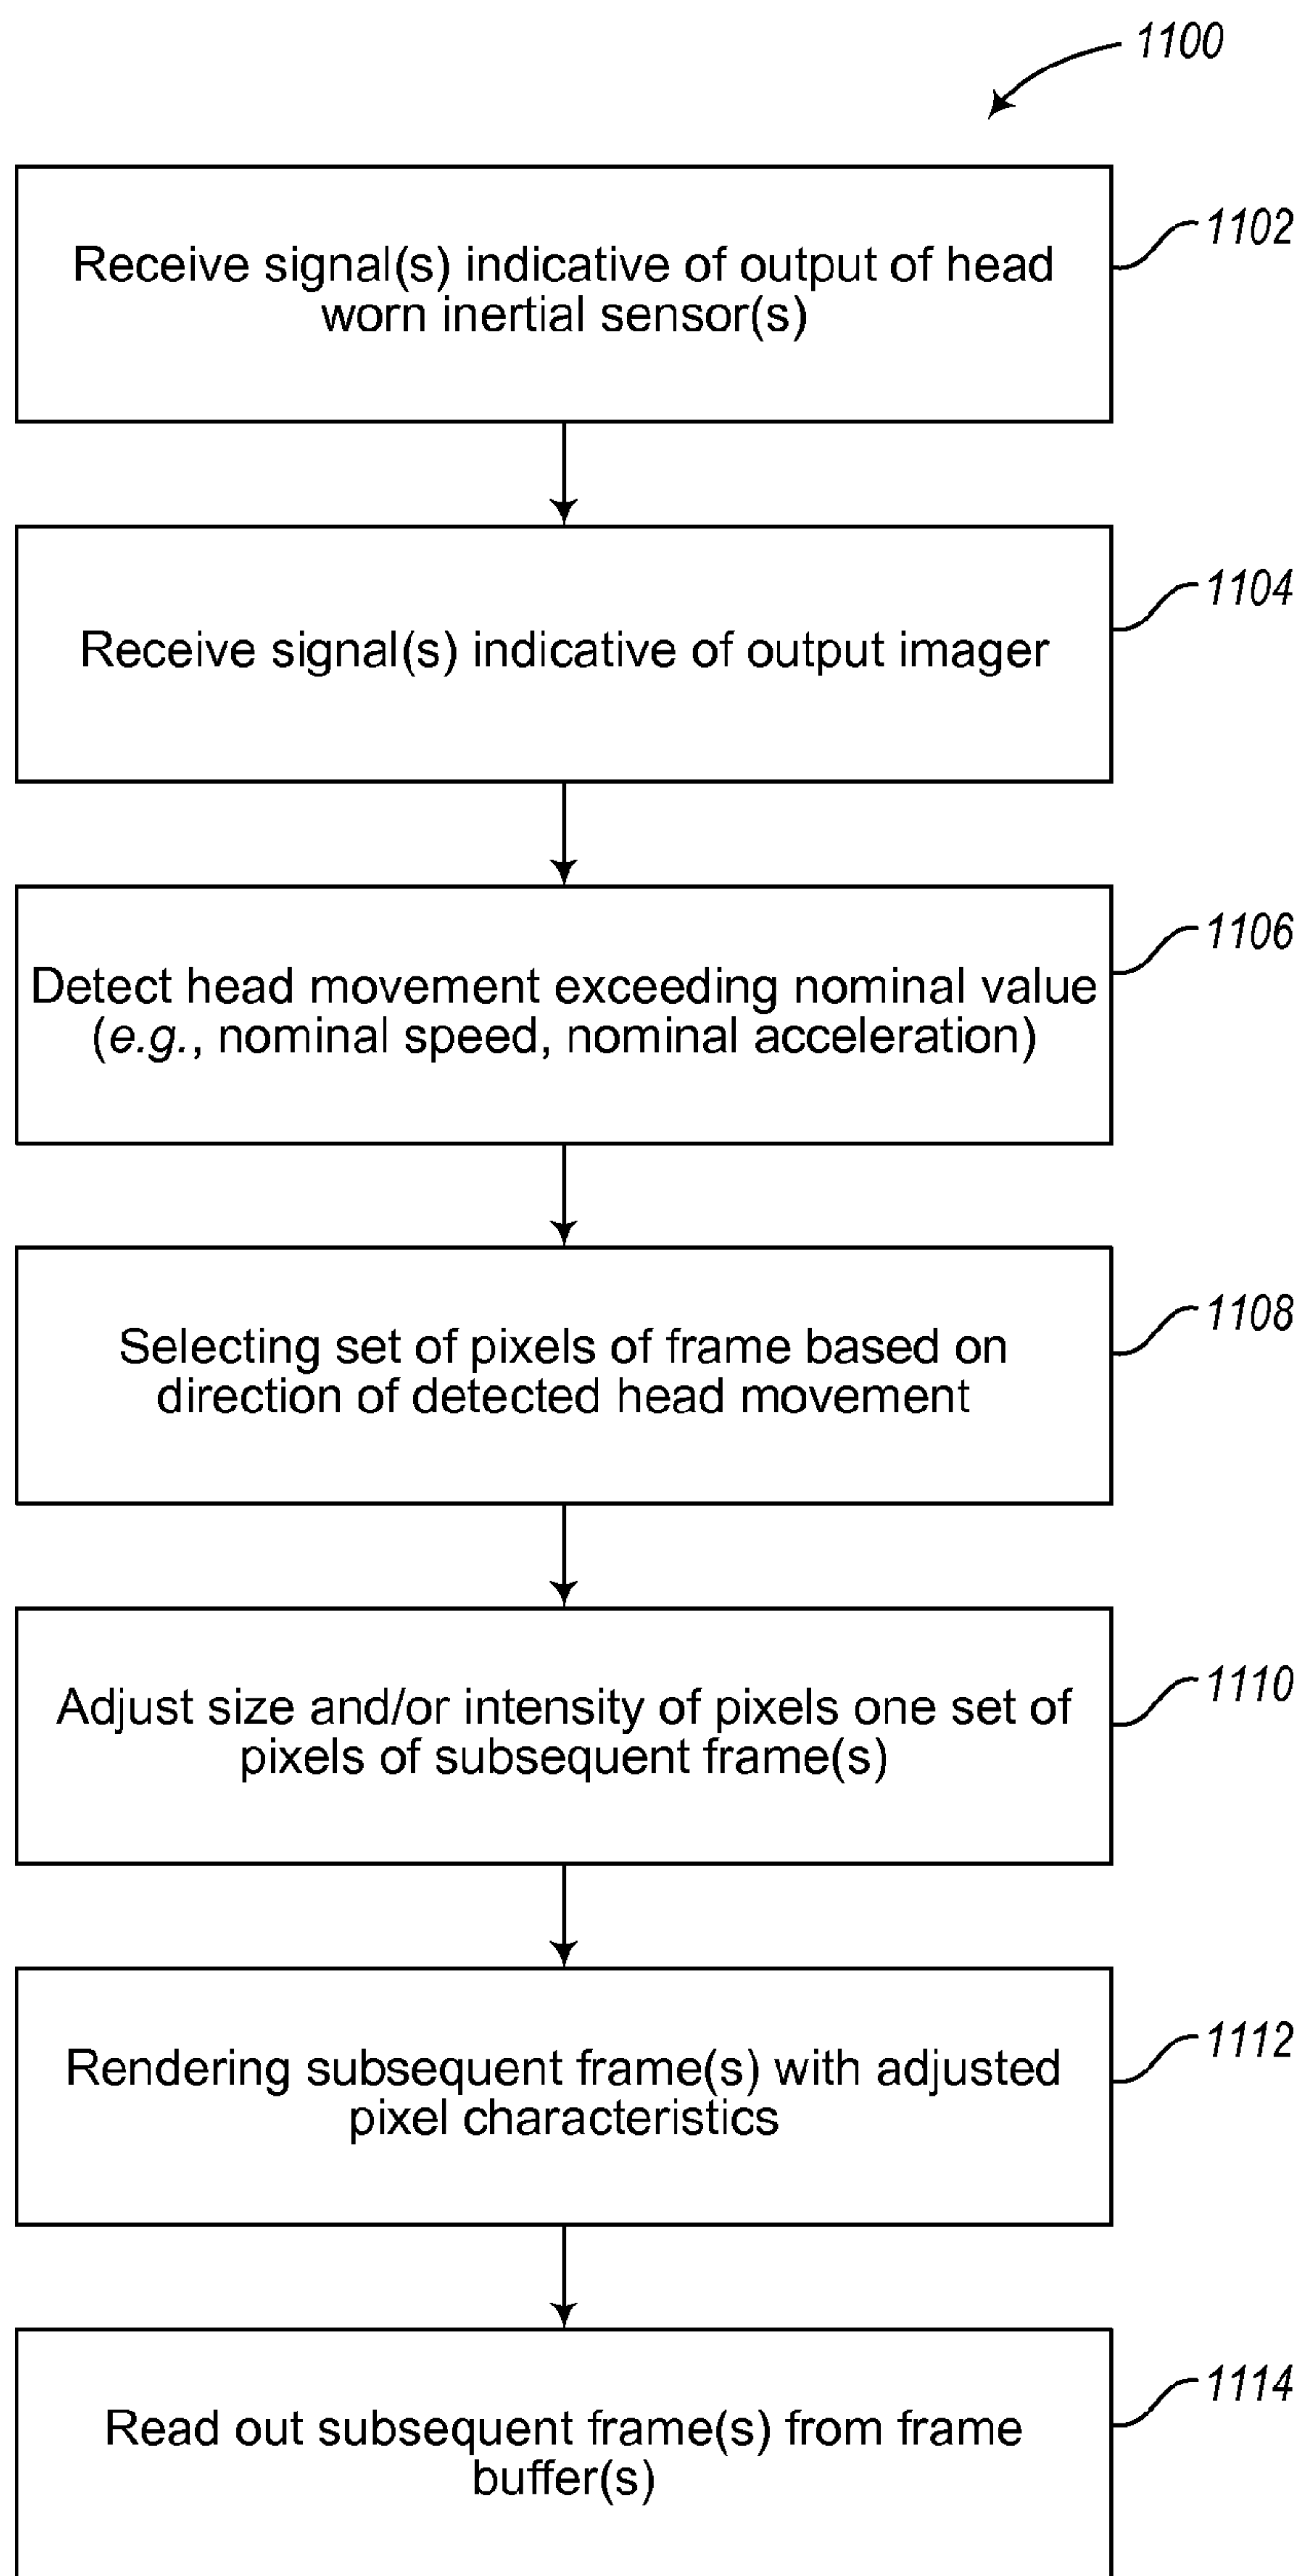 1100
1102
Receive signal(s) indicative of output of head
worn inertial sensor(s)
1104
Receive signal(s) indicative of output imager
1106
Detect head movement exceeding nominal value
(e.g., nominal speed, nominal acceleration)
1108
Selecting set of pixels of frame based on
direction of detected head movement
1110
Adjust size and/or intensity of pixels one set of
pixels of subsequent frame(s)
1112
Rendering subsequent frame(s) with adjusted
pixel characteristics
1114
Read out subsequent frame(s) from frame
buffer(s)